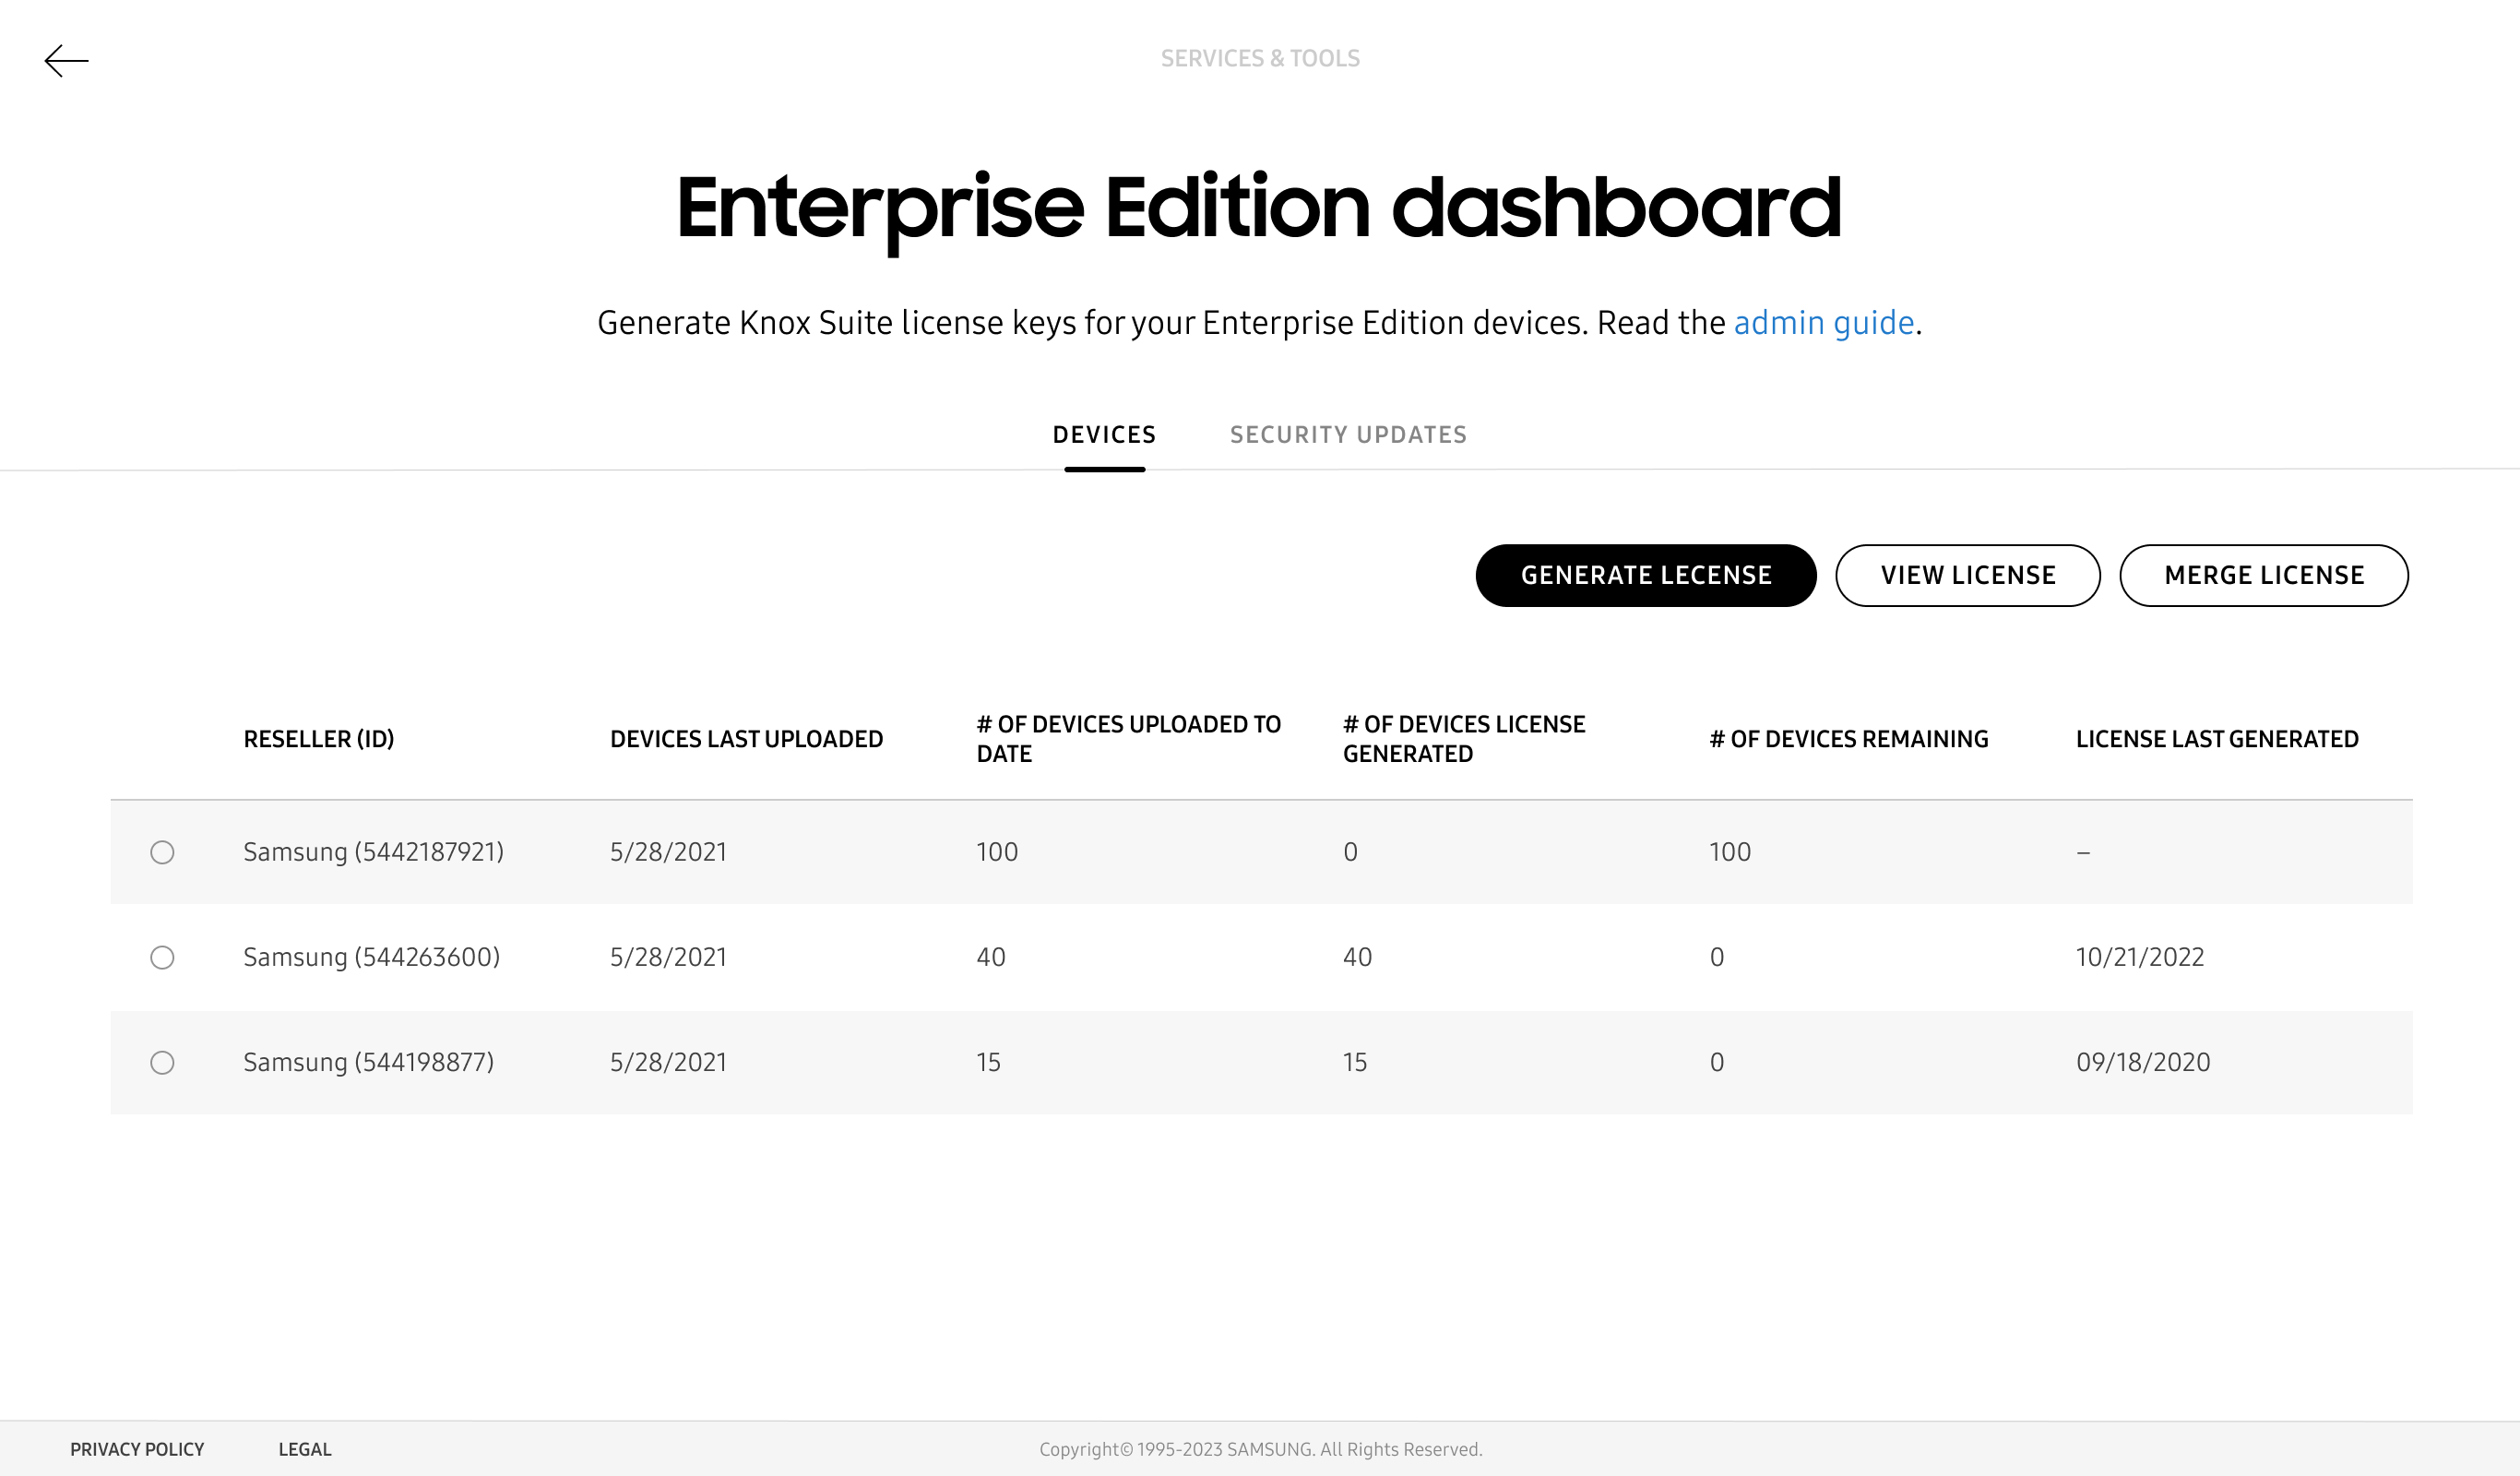 SERVICES & TOOLS
Enterprise Edition dashboard
Generate Knox Suite license keys for your Enterprise Edition devices. Read the admin guide.
DEVICES SECURITY UPDATES
GENERATE LECENSE VIEW LICENSE MERGE LICENSE
RESELLER (ID) DEVICES LAST UPLOADED # OF DEVICES UPLOADED TO DATE # OF DEVICES LICENSE GENERATED # OF DEVICES REMAINING LICENSE LAST GENERATED
Samsung (5442187921) 5/28/2021 100 0 100 –
Samsung (544263600) 5/28/2021 40 40 0 10/21/2022
Samsung (544198877) 5/28/2021 15 15 0 09/18/2020
PRIVACY POLICY LEGAL Copyright© 1995-2023 SAMSUNG. All Rights Reserved.